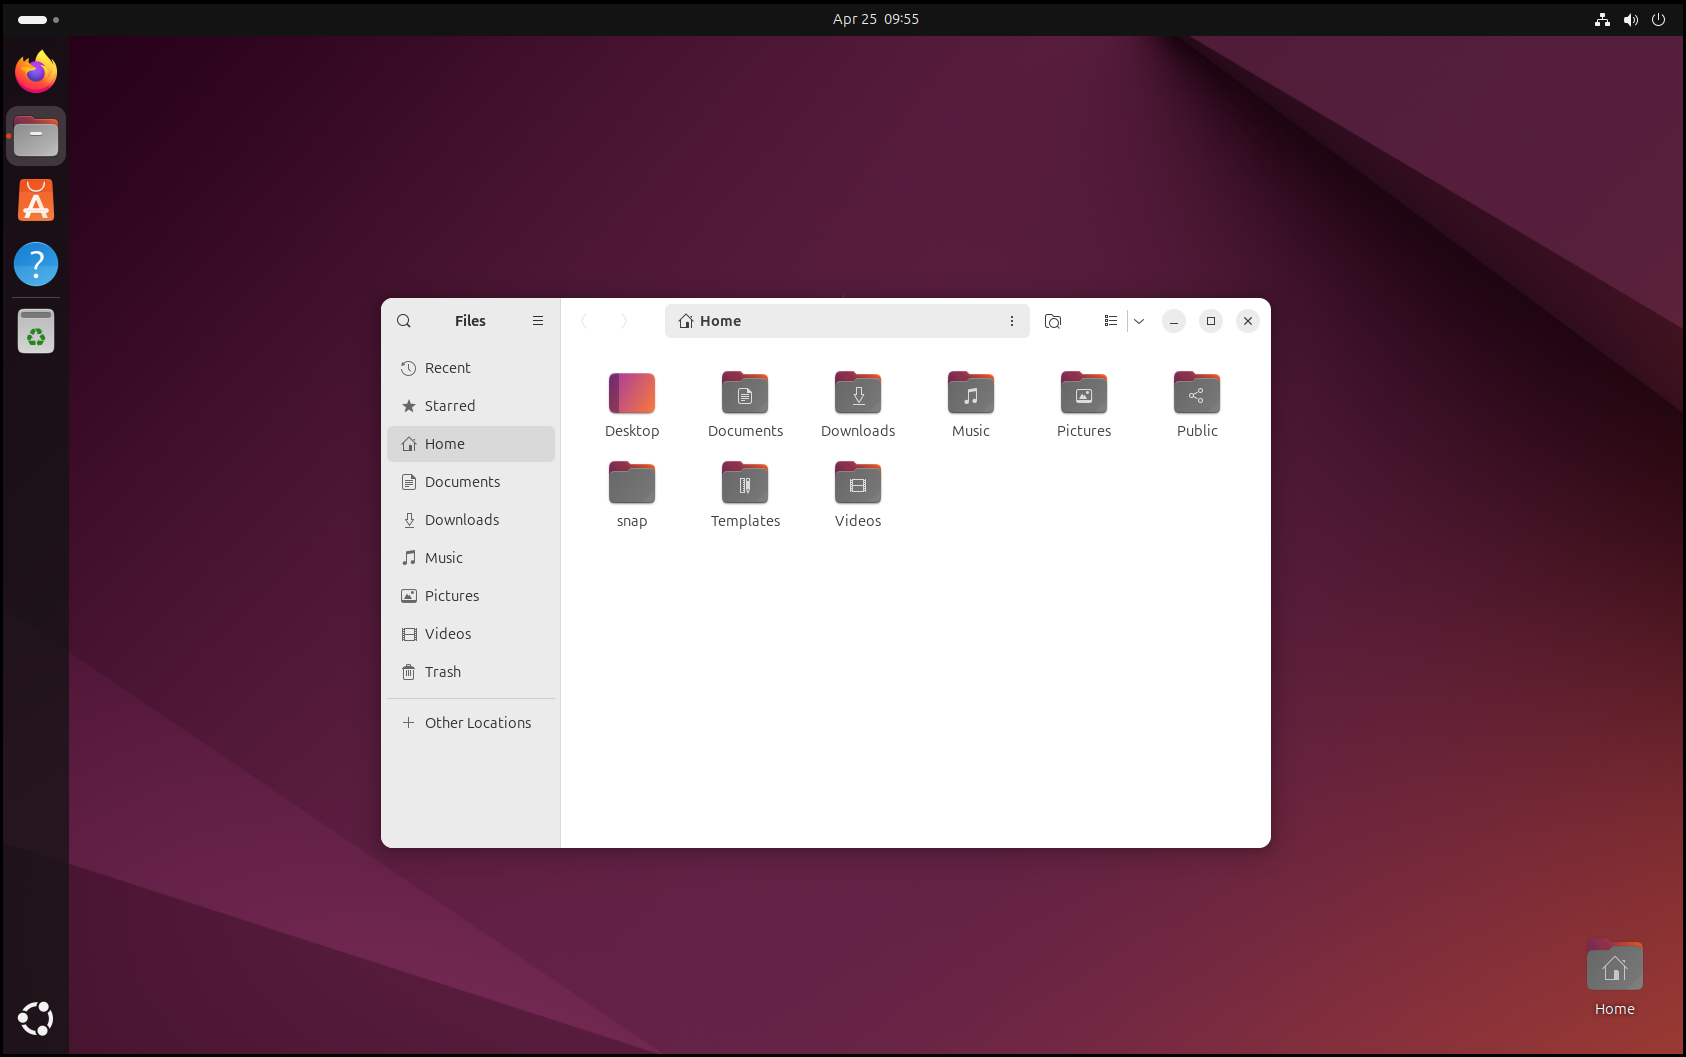 Apr 25 09:55
Files
Home
Recent
Starred
Home
Documents
Downloads
Music
Pictures
Videos
Trash
Other Locations
Desktop
Documents
Downloads
Music
Pictures
Public
snap
Templates
Videos
Home